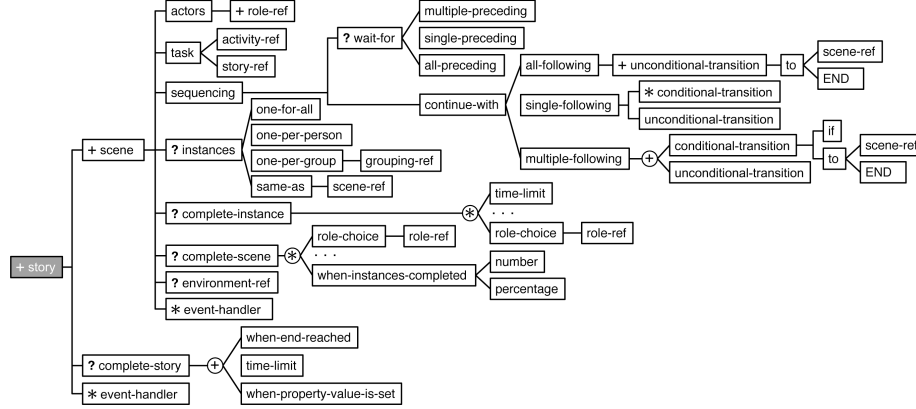 actors
+ role-ref
task
activity-ref
story-ref
sequencing
? wait-for
multiple-preceding
single-preceding
all-preceding
continue-with
all-following
+ unconditional-transition
to
scene-ref
END
single-following
* conditional-transition
unconditional-transition
multiple-following
+
conditional-transition
if
to
scene-ref
END
unconditional-transition
+ scene
? instances
one-for-all
one-per-person
one-per-group
grouping-ref
same-as
scene-ref
? complete-instance
*
time-limit
. . .
role-choice
role-ref
? complete-scene
*
role-choice
role-ref
. . .
when-instances-completed
number
percentage
? environment-ref
* event-handler
+ story
? complete-story
+
when-end-reached
time-limit
when-property-value-is-set
* event-handler